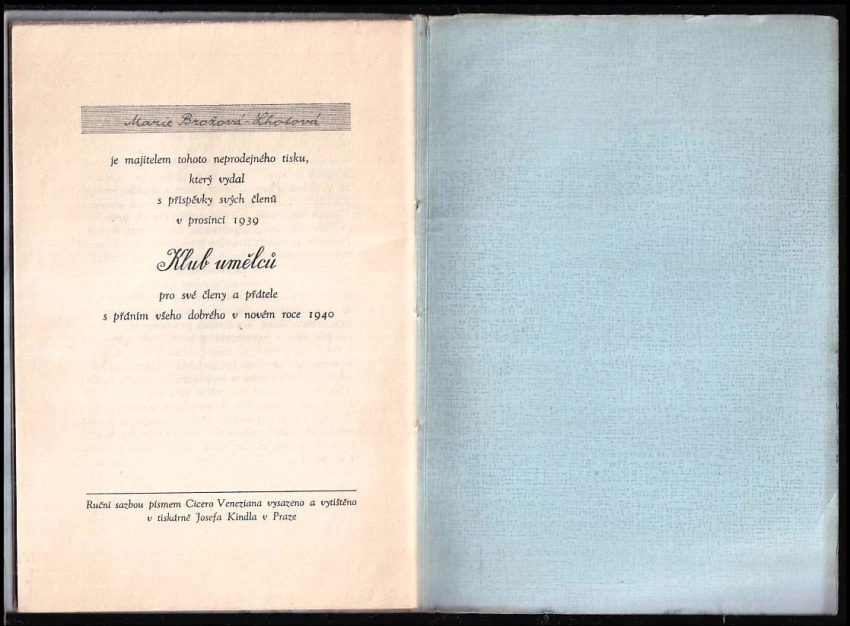 Marie Brožová-Lhotová
je majitelem tohoto neprodejného tisku,
který vydal
s příspěvky svých členů
v prosinci 1939
Klub umělců
pro své členy a přátele
s přáním všeho dobrého v novém roce 1940
Ruční sazbou písmem Cicero Veneziana vysazeno a vytištěno
v tiskárně Josefa Kindla v Praze